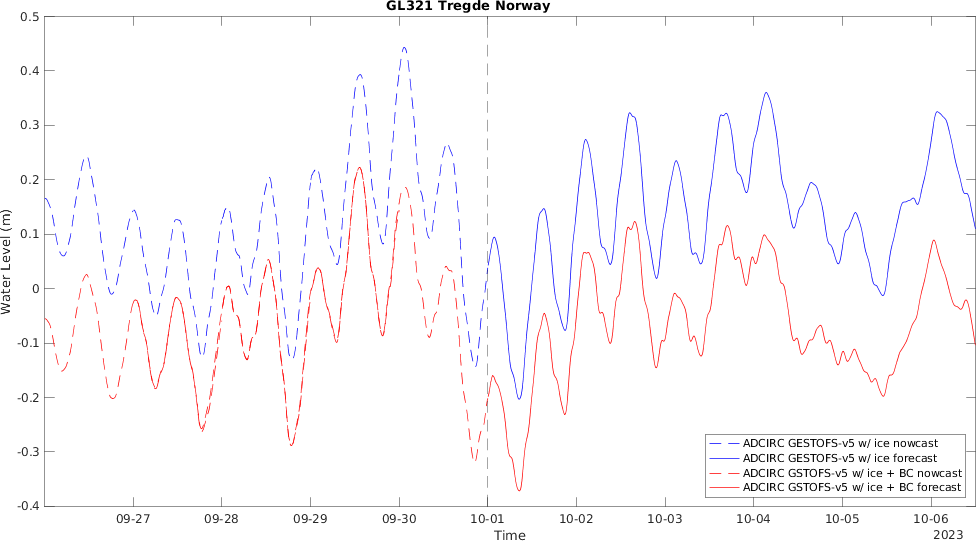 GL321 Tregde Norway
0.5
0.4
0.3
0.2
0.1
0
-0.1
-0.2
-0.3
-0.4
Water Level (m)
09-27 09-28 09-29 09-30 10-01 10-02 10-03 10-04 10-05 10-06
Time
2023
ADCIRC GESTOFS-v5 w/ ice nowcast
ADCIRC GESTOFS-v5 w/ ice forecast
ADCIRC GSTOFS-v5 w/ ice + BC nowcast
ADCIRC GSTOFS-v5 w/ ice + BC forecast